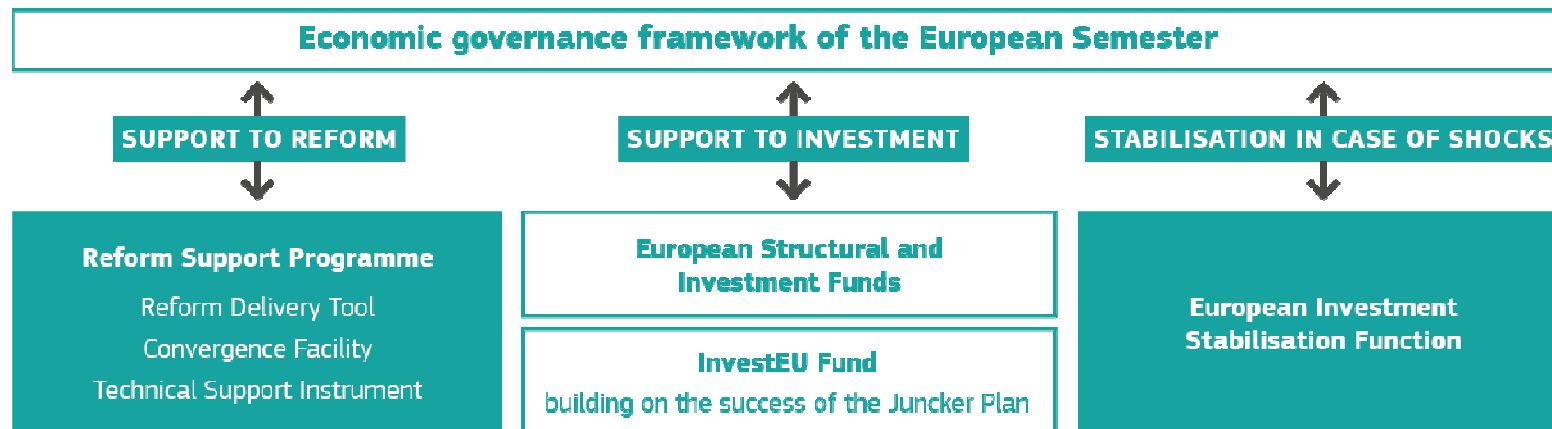 Economic governance framework of the European Semester
SUPPORT TO REFORM
SUPPORT TO INVESTMENT
STABILISATION IN CASE OF SHOCKS
Reform Support Programme
Reform Delivery Tool
Convergence Facility
Technical Support Instrument
European Structural and
Investment Funds
InvestEU Fund
building on the success of the Juncker Plan
European Investment
Stabilisation Function